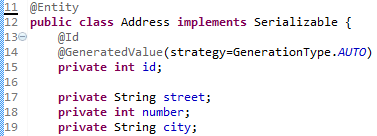 11 @Entity
12 public class Address implements Serializable {
13 @Id
14 @GeneratedValue(strategy=GenerationType.AUTO)
15 private int id;
16
17 private String street;
18 private int number;
19 private String city;